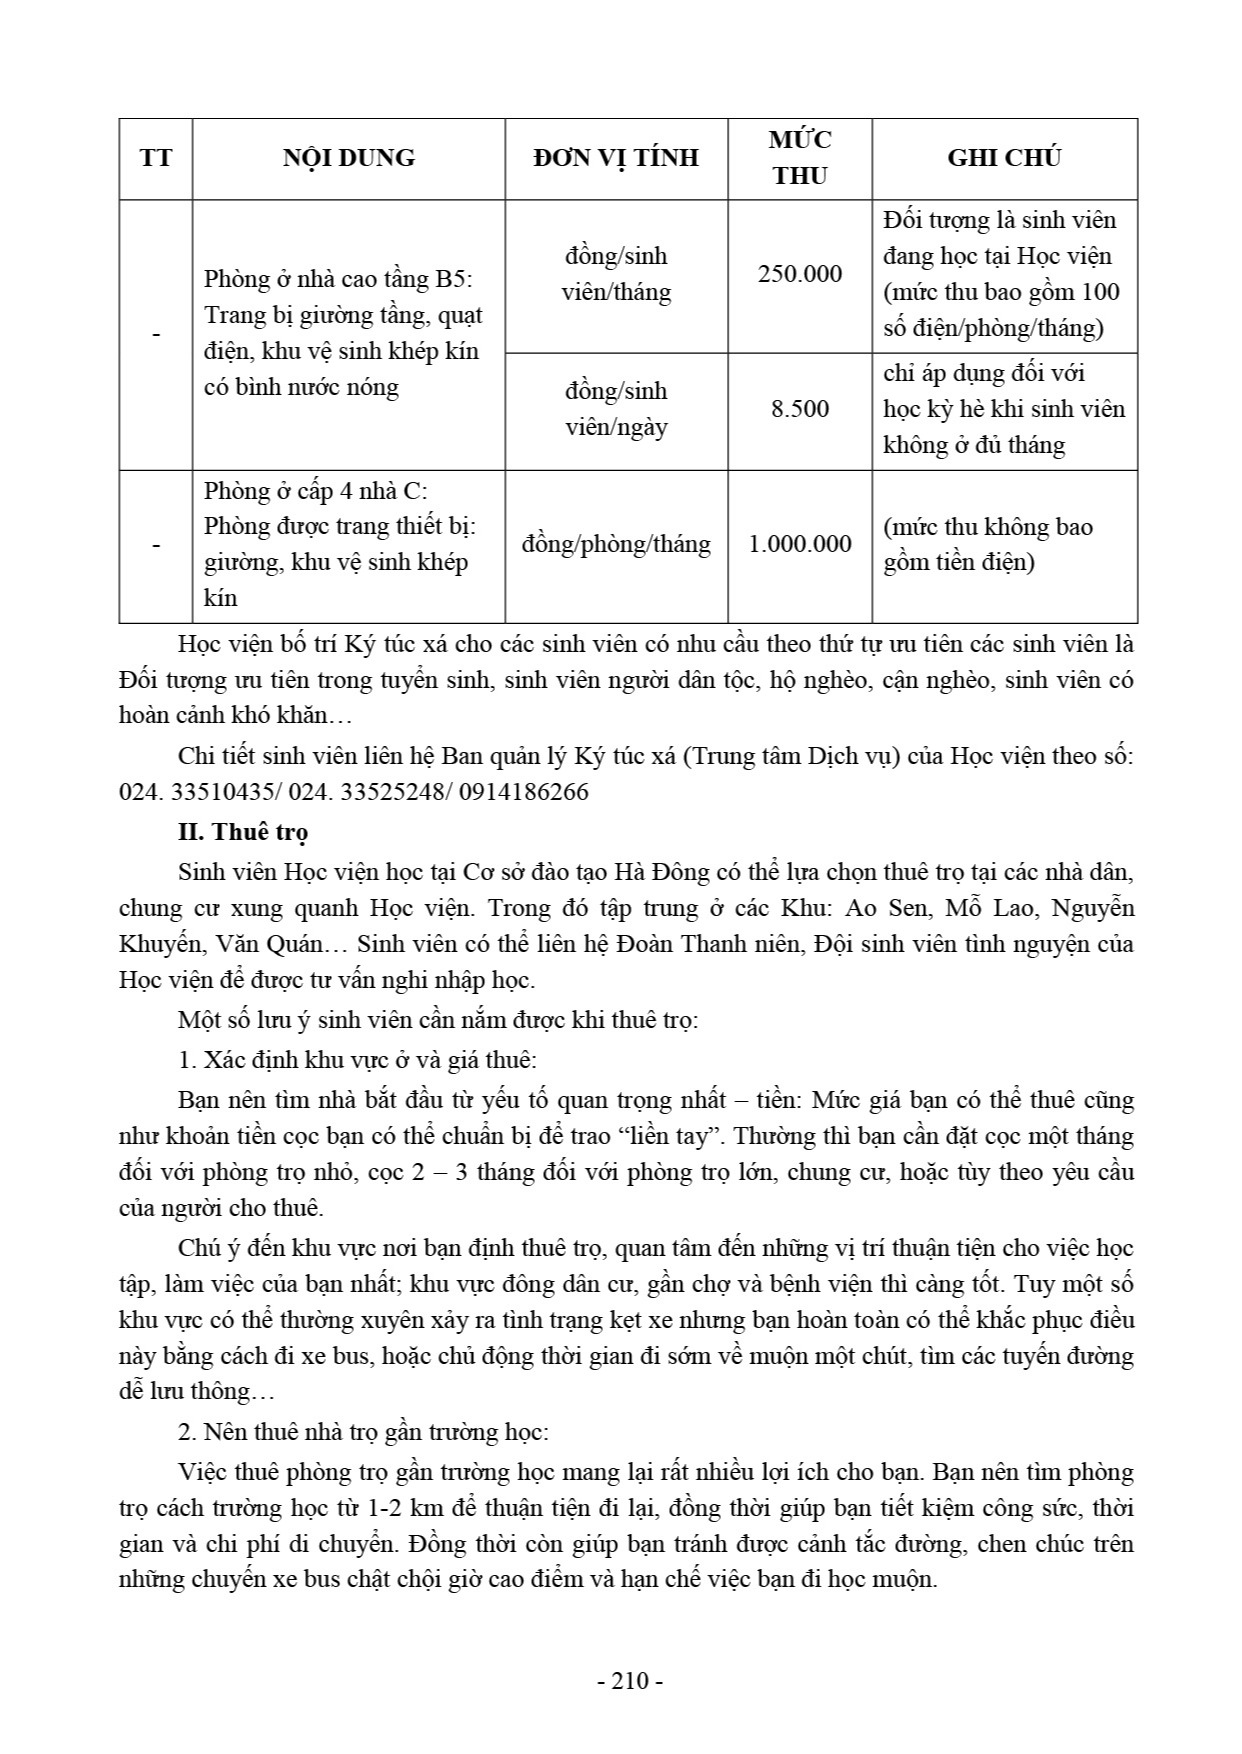 TT NỘI DUNG ĐƠN VỊ TÍNH MỨC THU GHI CHÚ
-
Phòng ở nhà cao tầng B5:
Trang bị giường tầng, quạt
điện, khu vệ sinh khép kín
có bình nước nóng
đồng/sinh
viên/tháng
250.000
Đối tượng là sinh viên
đang học tại Học viện
(mức thu bao gồm 100
số điện/phòng/tháng)
đồng/sinh
viên/ngày
8.500
chỉ áp dụng đối với
học kỳ hè khi sinh viên
không ở đủ tháng
-
Phòng ở cấp 4 nhà C:
Phòng được trang thiết bị:
giường, khu vệ sinh khép
kín
đồng/phòng/tháng
1.000.000
(mức thu không bao
gồm tiền điện)
Học viện bố trí Ký túc xá cho các sinh viên có nhu cầu theo thứ tự ưu tiên các sinh viên là
Đối tượng ưu tiên trong tuyển sinh, sinh viên người dân tộc, hộ nghèo, cận nghèo, sinh viên có
hoàn cảnh khó khăn…
Chi tiết sinh viên liên hệ Ban quản lý Ký túc xá (Trung tâm Dịch vụ) của Học viện theo số:
024. 33510435/ 024. 33525248/ 0914186266
II. Thuê trọ
Sinh viên Học viện học tại Cơ sở đào tạo Hà Đông có thể lựa chọn thuê trọ tại các nhà dân,
chung cư xung quanh Học viện. Trong đó tập trung ở các Khu: Ao Sen, Mỗ Lao, Nguyễn
Khuyến, Văn Quán… Sinh viên có thể liên hệ Đoàn Thanh niên, Đội sinh viên tình nguyện của
Học viện để được tư vấn nghi nhập học.
Một số lưu ý sinh viên cần nắm được khi thuê trọ:
1. Xác định khu vực ở và giá thuê:
Bạn nên tìm nhà bắt đầu từ yếu tố quan trọng nhất – tiền: Mức giá bạn có thể thuê cũng
như khoản tiền cọc bạn có thể chuẩn bị để trao “liền tay”. Thường thì bạn cần đặt cọc một tháng
đối với phòng trọ nhỏ, cọc 2 – 3 tháng đối với phòng trọ lớn, chung cư, hoặc tùy theo yêu cầu
của người cho thuê.
Chú ý đến khu vực nơi bạn định thuê trọ, quan tâm đến những vị trí thuận tiện cho việc học
tập, làm việc của bạn nhất; khu vực đông dân cư, gần chợ và bệnh viện thì càng tốt. Tuy một số
khu vực có thể thường xuyên xảy ra tình trạng kẹt xe nhưng bạn hoàn toàn có thể khắc phục điều
này bằng cách đi xe bus, hoặc chủ động thời gian đi sớm về muộn một chút, tìm các tuyến đường
dễ lưu thông…
2. Nên thuê nhà trọ gần trường học:
Việc thuê phòng trọ gần trường học mang lại rất nhiều lợi ích cho bạn. Bạn nên tìm phòng
trọ cách trường học từ 1-2 km để thuận tiện đi lại, đồng thời giúp bạn tiết kiệm công sức, thời
gian và chi phí di chuyển. Đồng thời còn giúp bạn tránh được cảnh tắc đường, chen chúc trên
những chuyến xe bus chật chội giờ cao điểm và hạn chế việc bạn đi học muộn.
- 210 -